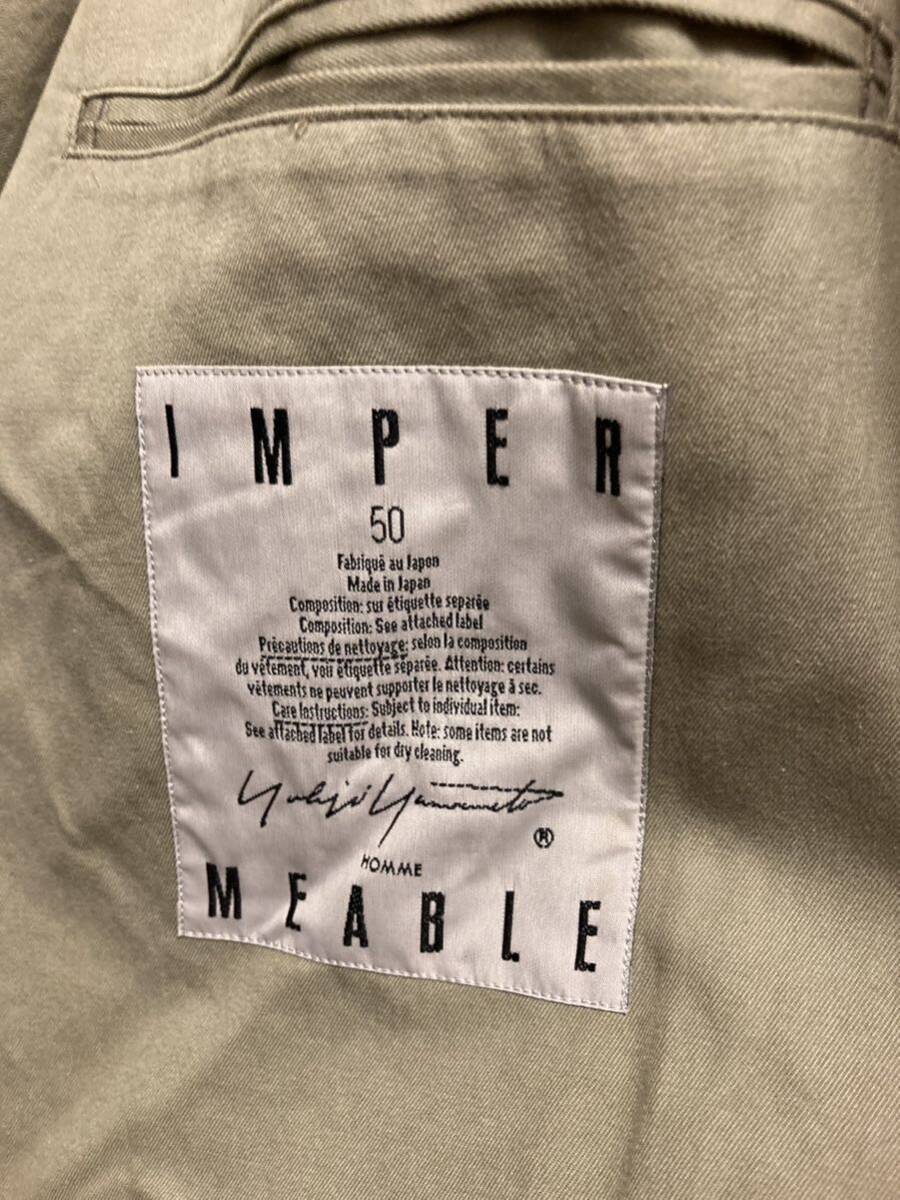 IMPER
50
Fabriqué au Japon
Made in Japan
Composition: sur étiquette separée
Composition: See attached label
Précautions de nettoyage: selon la composition
du vêtement, voir étiquette séparée. Attention: certains
vêtements ne peuvent supporter le nettoyage à sec.
Care Instructions: Subject to individual item:
See attached label for details. Note: some items are not
suitable for dry cleaning.
Yohji Yamamoto
®
HOMME
MEABLE